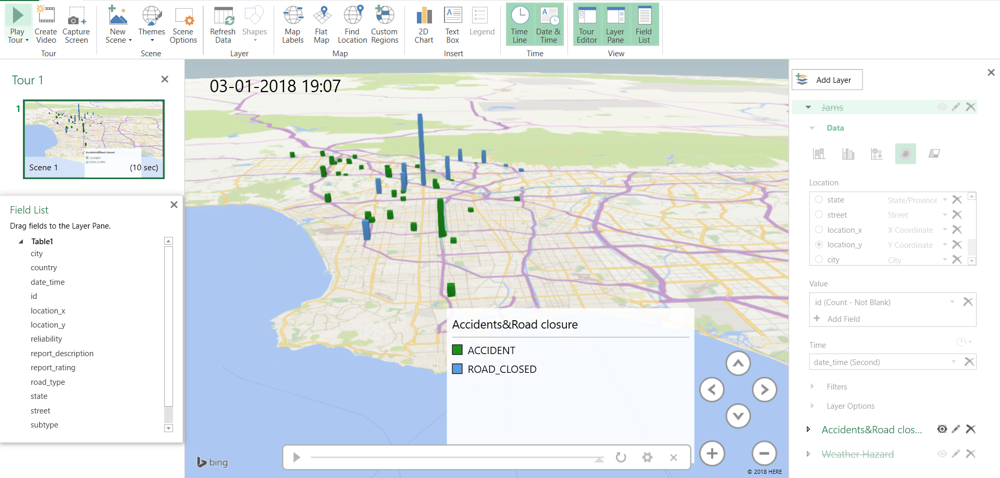 Play Tour
Create Video
Capture Screen
New Scene
Themes
Scene Options
Refresh Data
Shapes
Map Labels
Flat Map
Find Location
Custom Regions
2D Chart
Text Box
Legend
Time Line
Date & Time
Tour Editor
Layer Pane
Field List
Tour
Scene
Layer
Map
Insert
Time
View
Tour 1
1
Accidents&Road closure
ACCIDENT
ROAD_CLOSED
Scene 1
(10 sec)
Field List
Drag fields to the Layer Pane.
Table1
city
country
date_time
id
location_x
location_y
reliability
report_description
report_rating
road_type
state
street
subtype
03-01-2018 19:07
Accidents&Road closure
ACCIDENT
ROAD_CLOSED
bing
© 2018 HERE
Add Layer
Jams
Data
Location
state State/Province
street Street
location_x X Coordinate
location_y Y Coordinate
city City
Value
id (Count - Not Blank)
Add Field
Time
date_time (Second)
Filters
Layer Options
Accidents&Road clos...
Weather Hazard